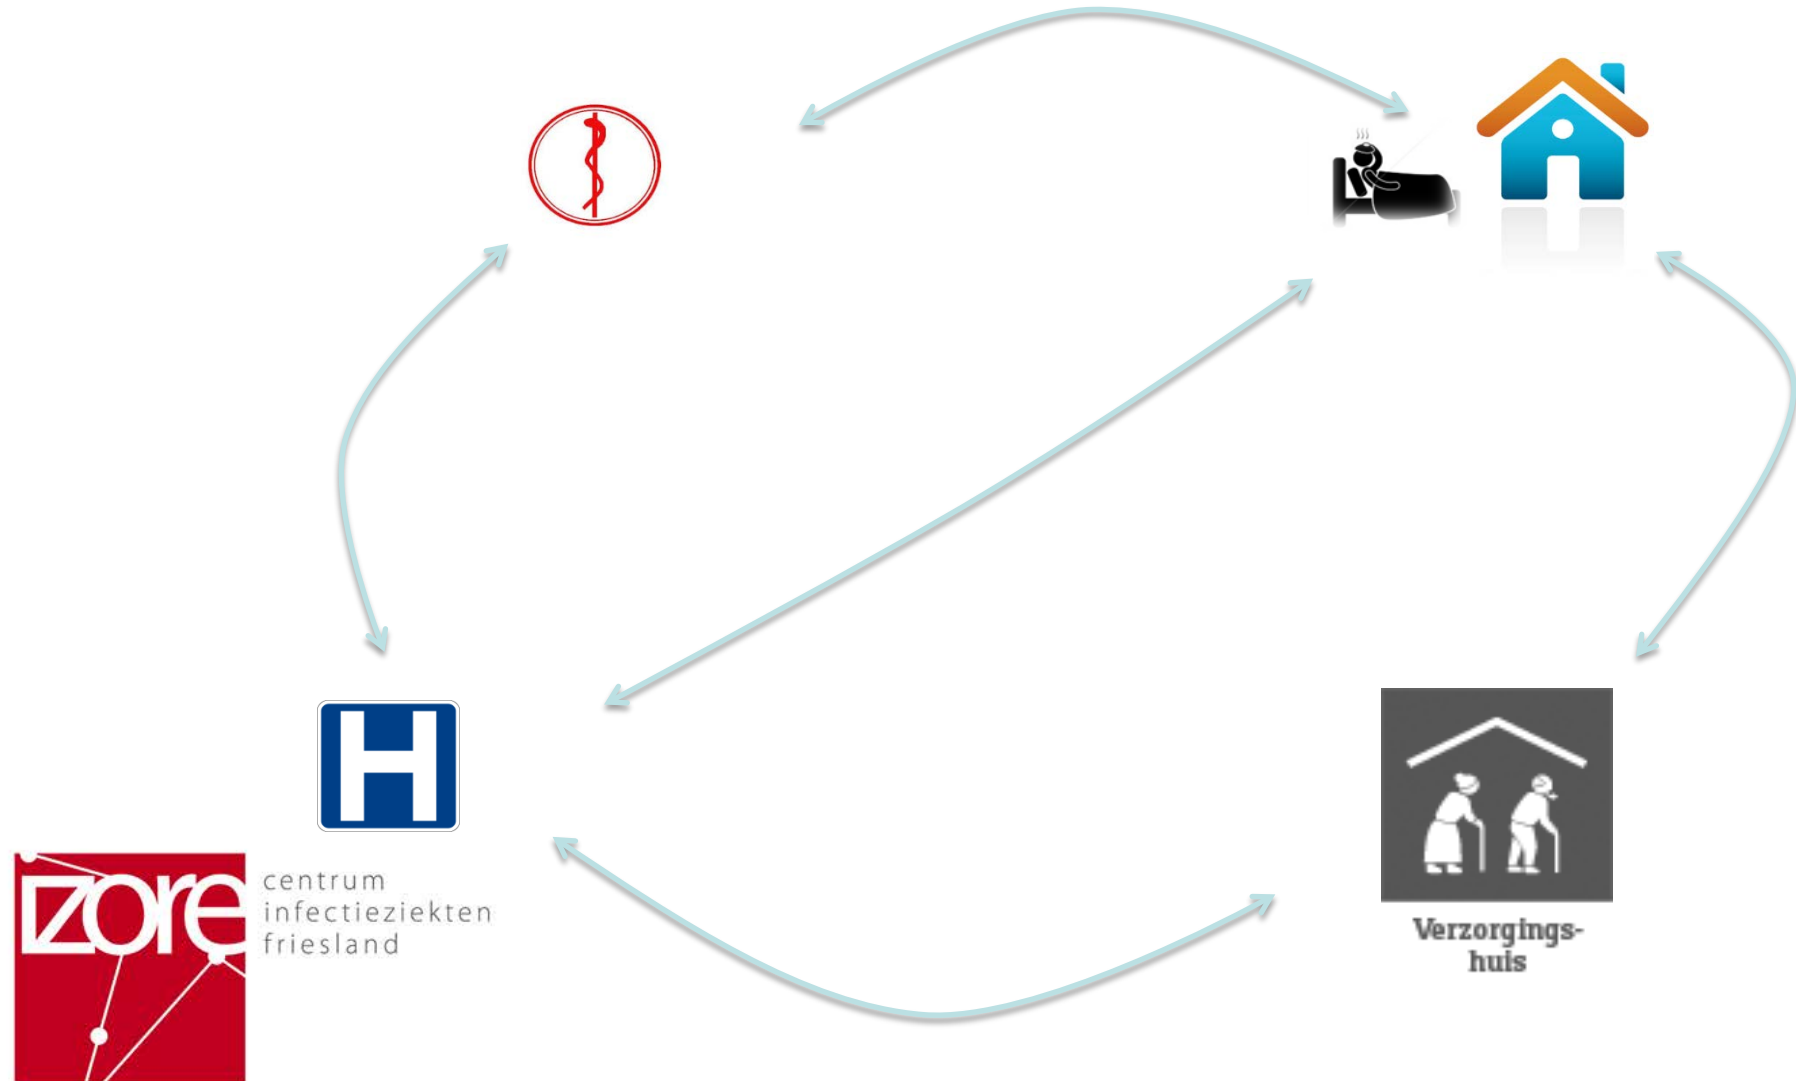 H
izore
centrum
infectieziekten
friesland
Verzorgings-
huis